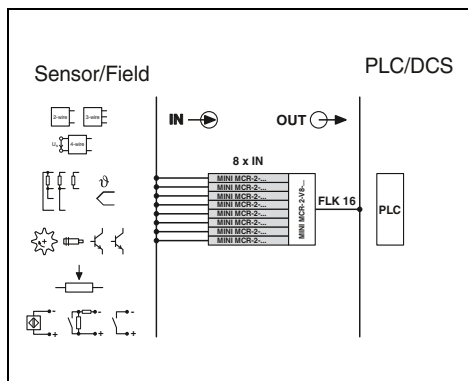 Sensor/Field
PLC/DCS
2-wire
3-wire
4-wire
IN
OUT
8 x IN
MINI MCR-2-...
MINI MCR-2-...
MINI MCR-2-...
MINI MCR-2-...
MINI MCR-2-...
MINI MCR-2-...
MINI MCR-2-...
MINI MCR-2-...
MINI MCR-2-V8-...
FLK 16
PLC
ϑ
+
-
+
-
+
-
+